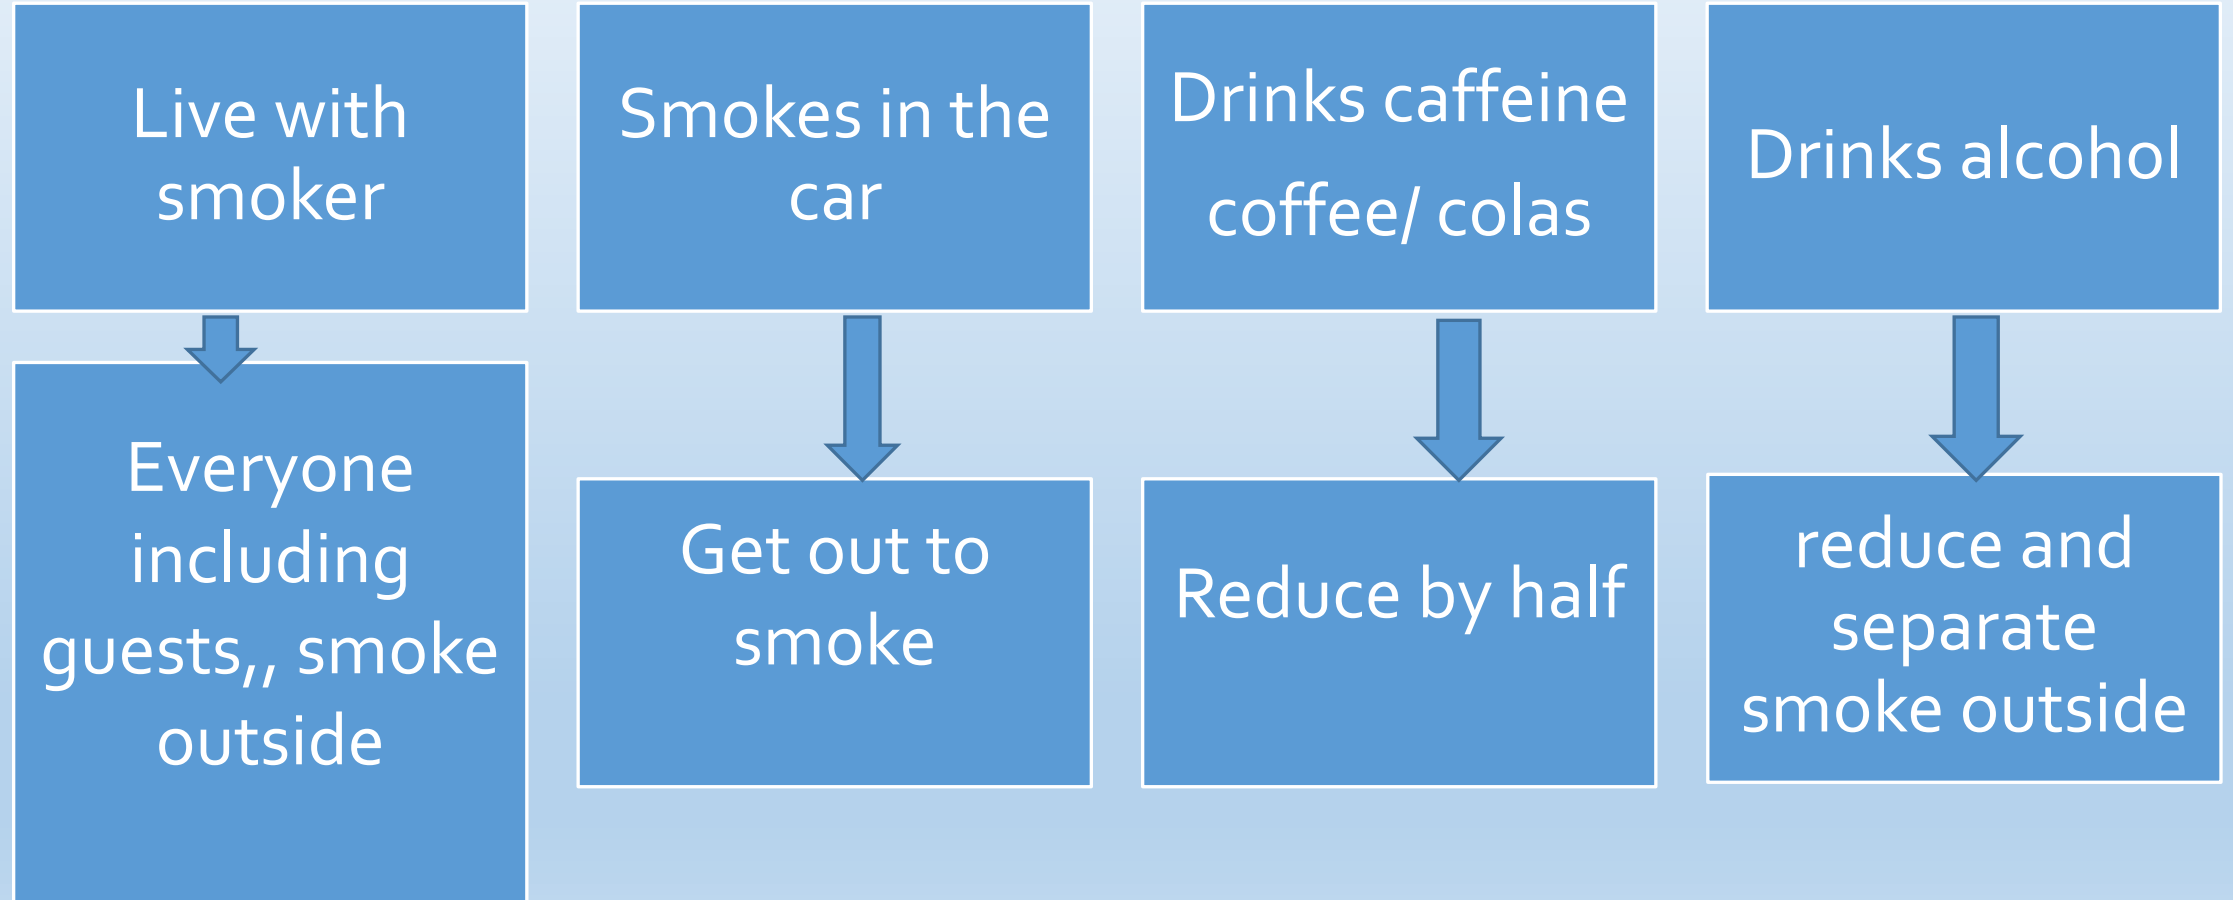 Live with
smoker
Smokes in the
car
Drinks caffeine
coffee/ colas
Drinks alcohol
Everyone
including
guests,, smoke
outside
Get out to
smoke
Reduce by half
reduce and
separate
smoke outside